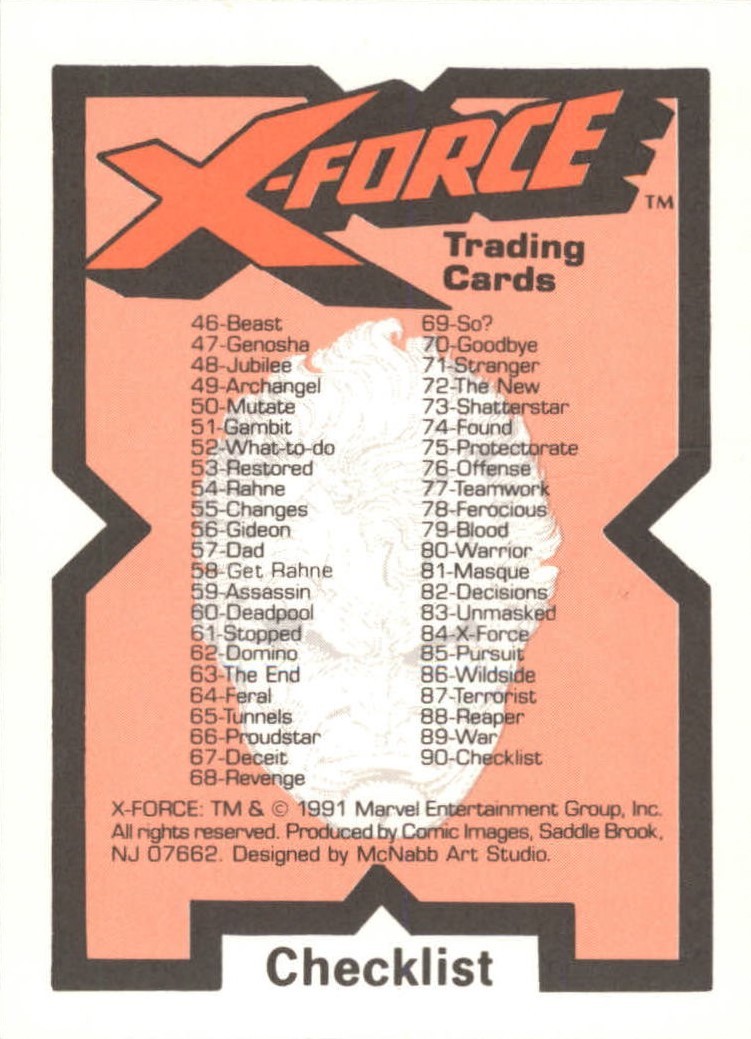 X-FORCE TM
Trading
Cards
46-Beast
47-Genosha
48-Jubilee
49-Archangel
50-Mutate
51-Gambit
52-What-to-do
53-Restored
54-Rahne
55-Changes
56-Gideon
57-Dad
58-Get Rahne
59-Assassin
60-Deadpool
61-Stopped
62-Domino
63-The End
64-Feral
65-Tunnels
66-Proudstar
67-Deceit
68-Revenge
69-So?
70-Goodbye
71-Stranger
72-The New
73-Shatterstar
74-Found
75-Protectorate
76-Offense
77-Teamwork
78-Ferocious
79-Blood
80-Warrior
81-Masque
82-Decisions
83-Unmasked
84-X-Force
85-Pursuit
86-Wildside
87-Terrorist
88-Reaper
89-War
90-Checklist
X-FORCE: TM & © 1991 Marvel Entertainment Group, Inc.
All rights reserved. Produced by Comic Images, Saddle Brook,
NJ 07662. Designed by McNabb Art Studio.
Checklist